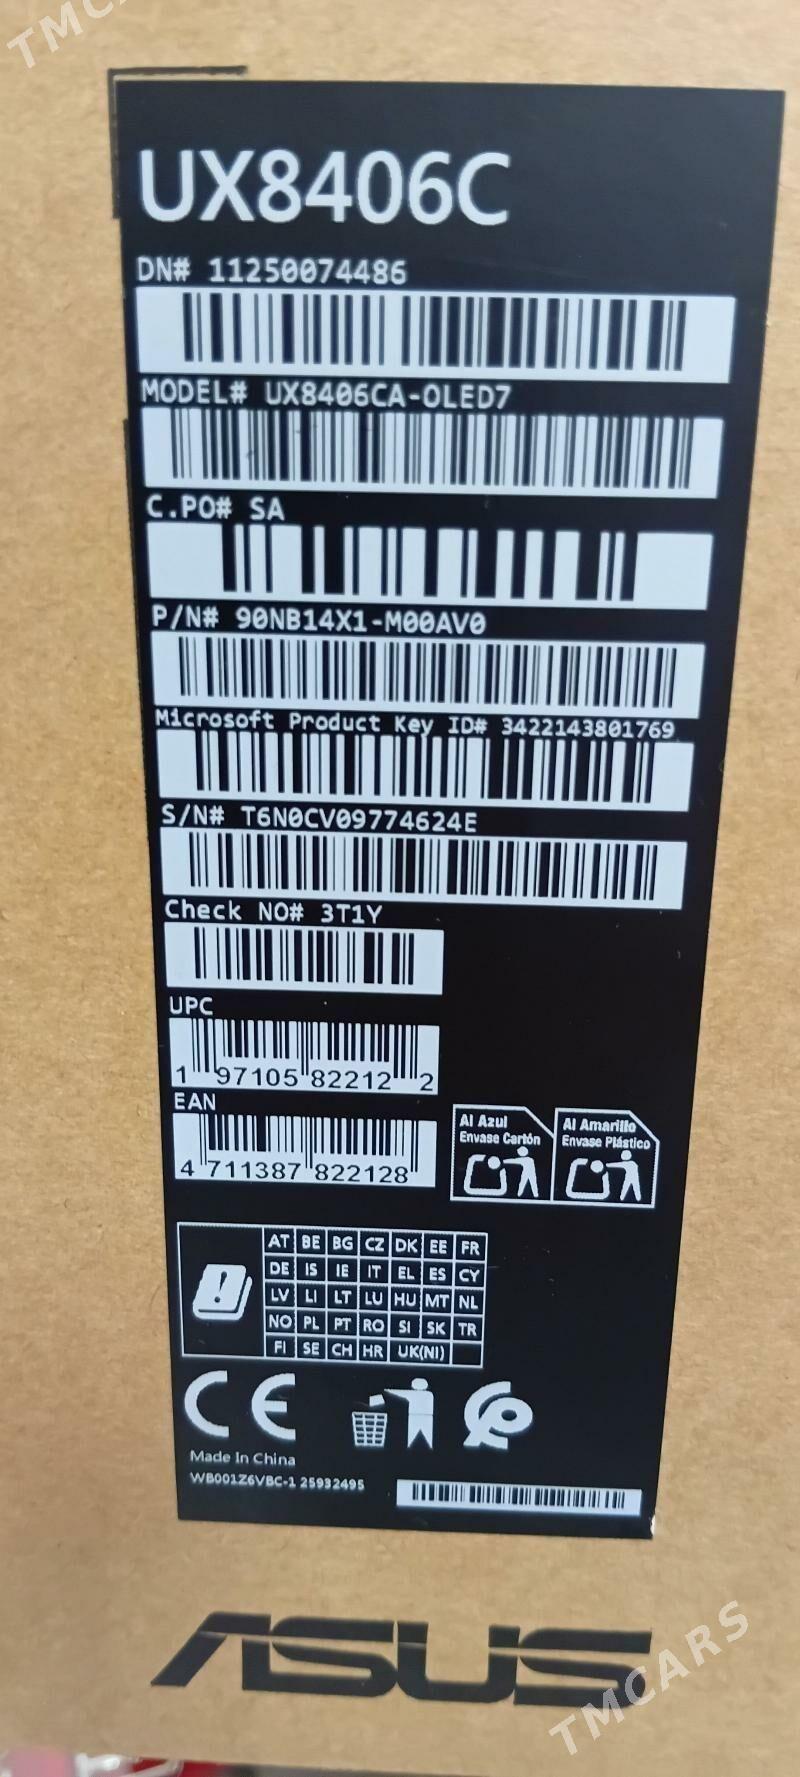 TMC
UX8406C
DN# 11250074486
MODEL# UX8406CA-OLED7
C.PO# SA
P/N# 90NB14X1-M00AV0
Microsoft Product Key ID# 3422143801769
S/N# T6N0CV09774624E
Check NO# 3T1Y
UPC
1 97105 82212 2
EAN
4 711387 822128
Al Azul
Envase Cartón
Al Amarillo
Envase Plástico
AT BE BG CZ DK EE FR
DE IS IE IT EL ES CY
LV LI LT LU HU MT NL
NO PL PT RO SI SK TR
FI SE CH HR UK(NI)
CE
Made In China
WB001Z6VBC-1 25932495
ASUS
TMCARS